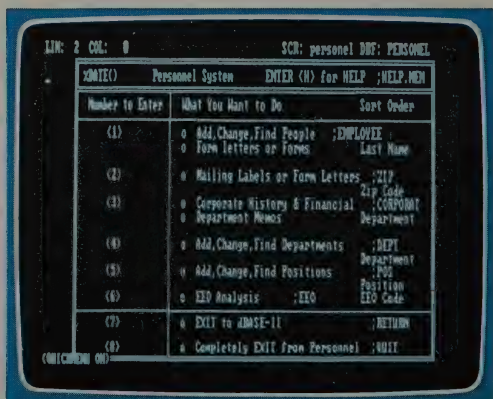 LIN: 2 COL: 0 SCR: personel DBF: PERSONEL
xDATE() Personnel System ENTER (H) for HELP ;HELP.MEM
Number to Enter What You Want to Do Sort Order
(1) o Add,Change,Find People ;EMPLOYEE
o Form letters or Forms Last Name
(2) o Mailing Labels or Form Letters ;ZIP
Zip Code
(3) o Corporate History & Financial ;CORPORAT
o Department Memos Department
(4) o Add,Change,Find Departments ;DEPT
Department
(5) o Add,Change,Find Positions ;POS
Position
(6) o EEO Analysis ;EEO EEO Code
(7) o EXIT to dBASE-II ;RETURN
(8) o Completely EXIT from Personnel ;QUIT
(QUICKMENU ON)